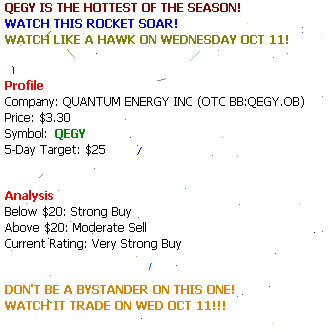 QEGY IS THE HOTTEST OF THE SEASON!
WATCH THIS ROCKET SOAR!
WATCH LIKE A HAWK ON WEDNESDAY OCT 11!
Profile
Company: QUANTUM ENERGY INC (OTC BB:QEGY.OB)
Price: $3.30
Symbol: QEGY
5-Day Target: $25
Analysis
Below $20: Strong Buy
Above $20: Moderate Sell
Current Rating: Very Strong Buy
DON'T BE A BYSTANDER ON THIS ONE!
WATCH IT TRADE ON WED OCT 11!!!